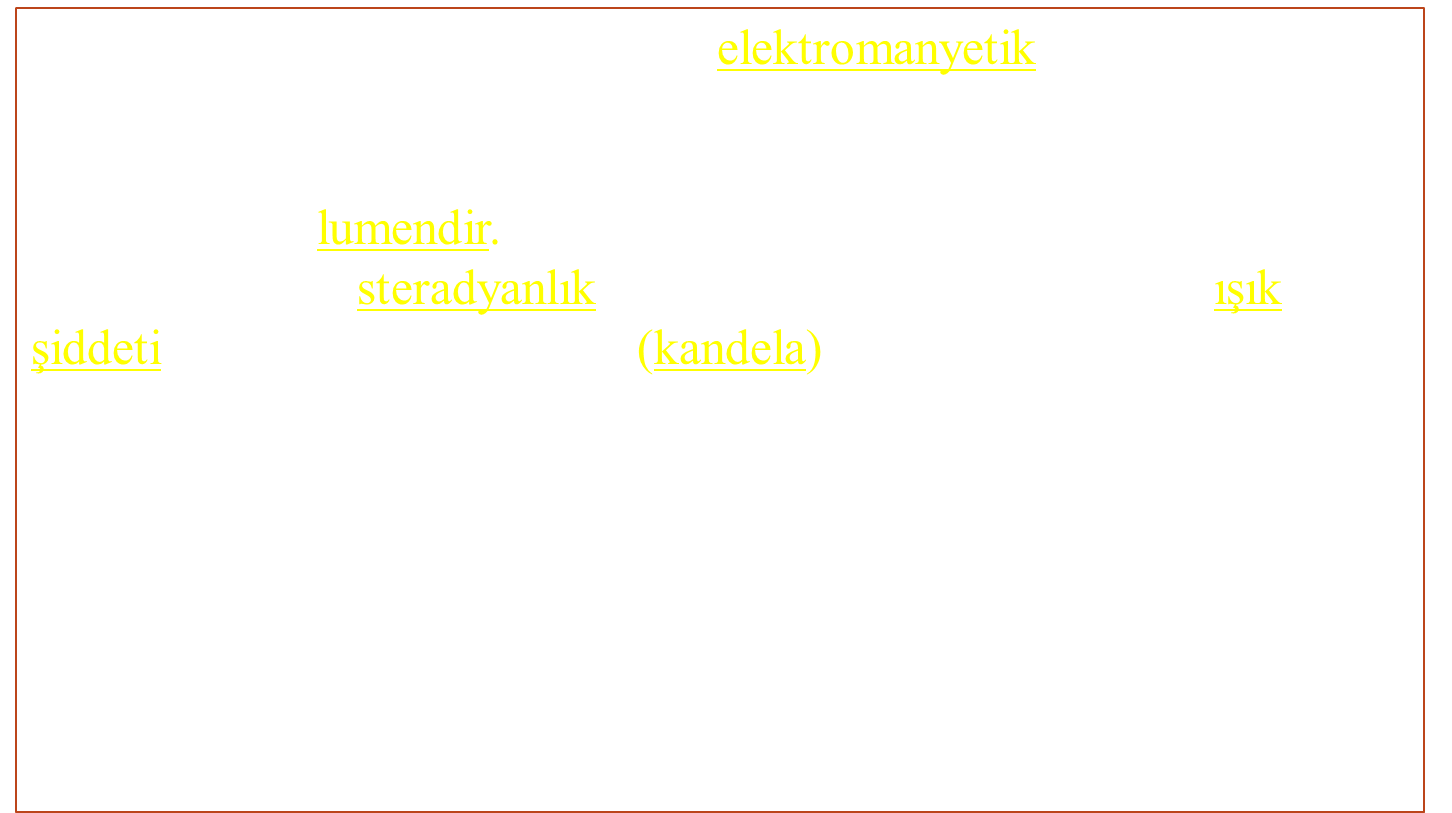 elektromanyetik
lumendir.
steradyanlık ışık
şiddeti (kandela)